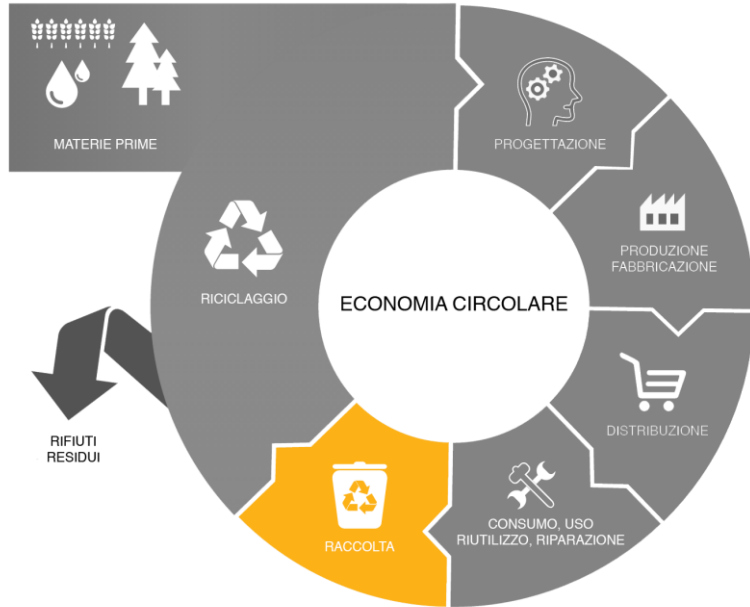 MATERIE PRIME
PROGETTAZIONE
PRODUZIONE
FABBRICAZIONE
RICICLAGGIO
ECONOMIA CIRCOLARE
DISTRIBUZIONE
RIFIUTI
RESIDUI
CONSUMO, USO
RIUTILIZZO, RIPARAZIONE
RACCOLTA